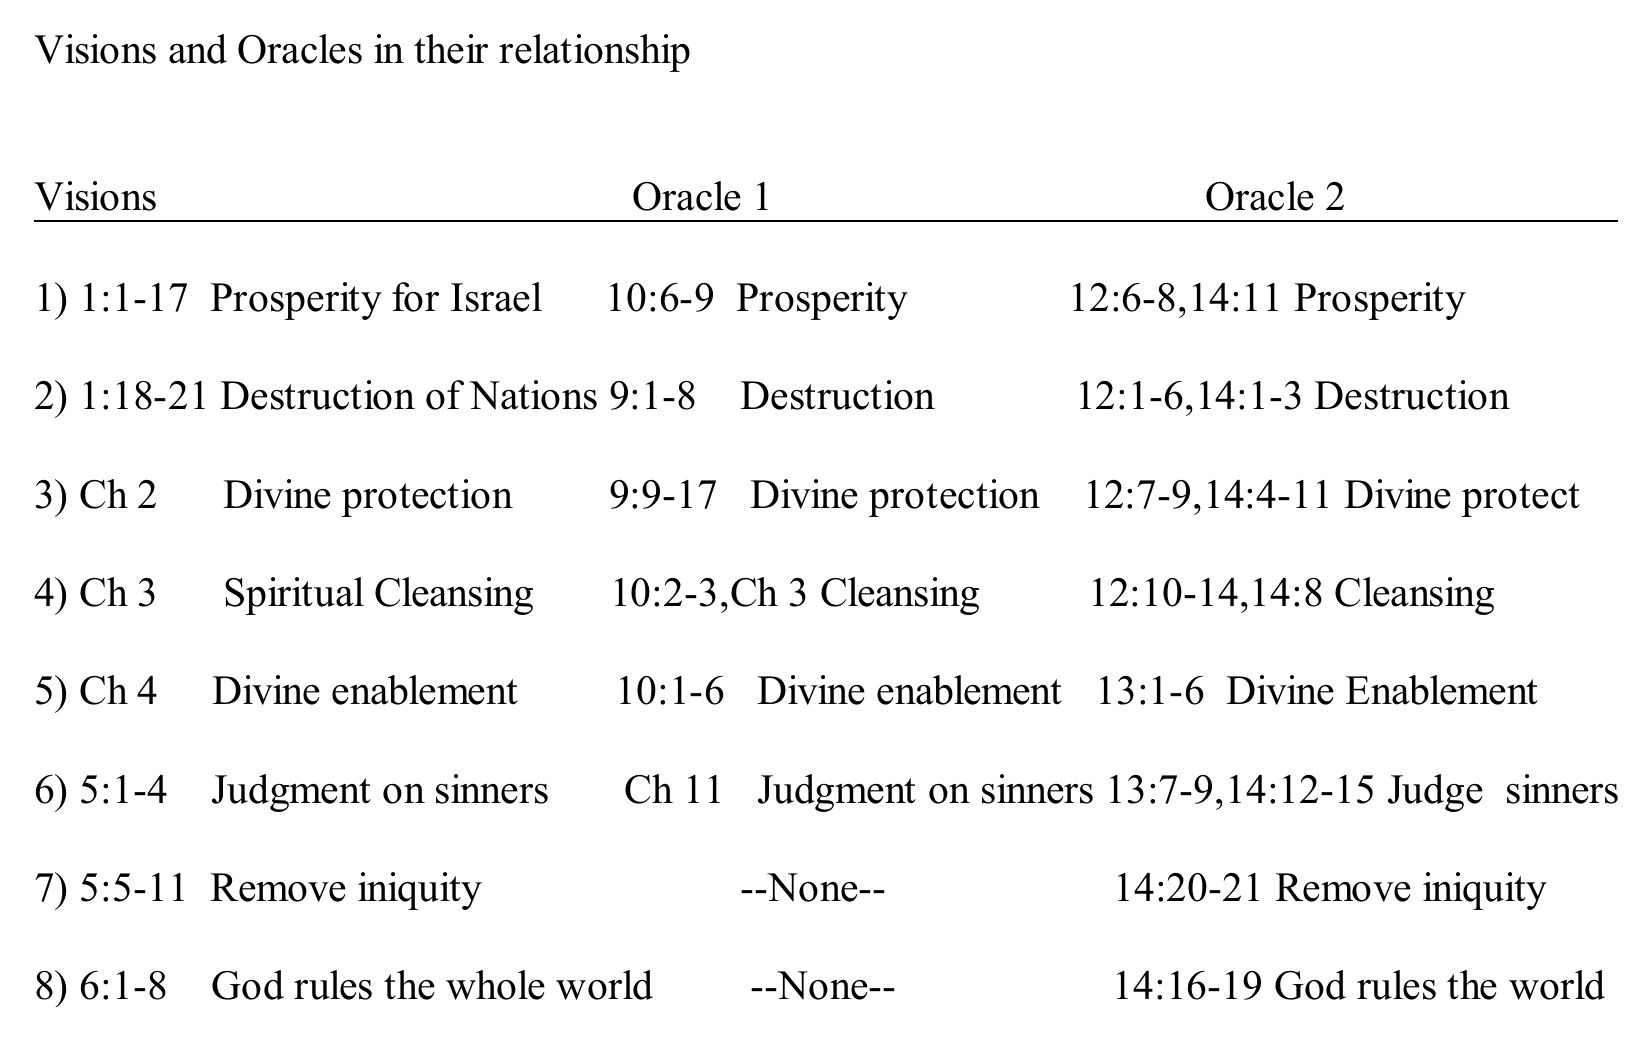 Visions and Oracles in their relationship
Visions Oracle 1 Oracle 2
1) 1:1-17 Prosperity for Israel 10:6-9 Prosperity 12:6-8,14:11 Prosperity
2) 1:18-21 Destruction of Nations 9:1-8 Destruction 12:1-6,14:1-3 Destruction
3) Ch 2 Divine protection 9:9-17 Divine protection 12:7-9,14:4-11 Divine protect
4) Ch 3 Spiritual Cleansing 10:2-3,Ch 3 Cleansing 12:10-14,14:8 Cleansing
5) Ch 4 Divine enablement 10:1-6 Divine enablement 13:1-6 Divine Enablement
6) 5:1-4 Judgment on sinners Ch 11 Judgment on sinners 13:7-9,14:12-15 Judge sinners
7) 5:5-11 Remove iniquity --None-- 14:20-21 Remove iniquity
8) 6:1-8 God rules the whole world --None-- 14:16-19 God rules the world